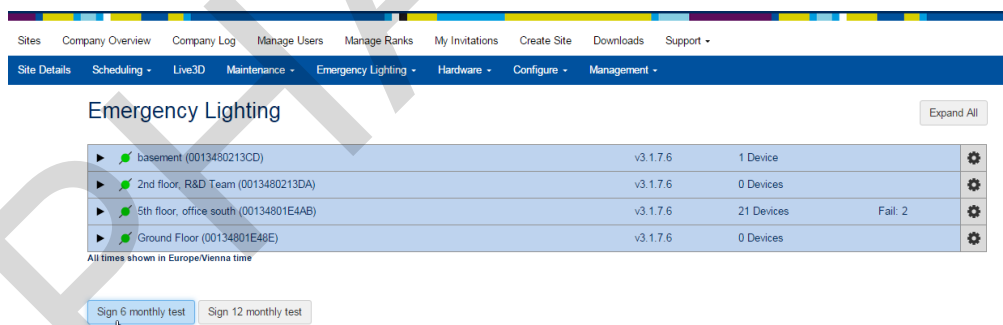 Sites Company Overview Company Log Manage Users Manage Ranks My Invitations Create Site Downloads Support
Site Details Scheduling Live3D Maintenance Emergency Lighting Hardware Configure Management
Emergency Lighting Expand All
basement (0013480213CD) v3.1.7.6 1 Device
2nd floor, R&D Team (0013480213DA) v3.1.7.6 0 Devices
5th floor, office south (00134801E4AB) v3.1.7.6 21 Devices Fail: 2
Ground Floor (00134801E48E) v3.1.7.6 0 Devices
All times shown in Europe/Vienna time
Sign 6 monthly test Sign 12 monthly test